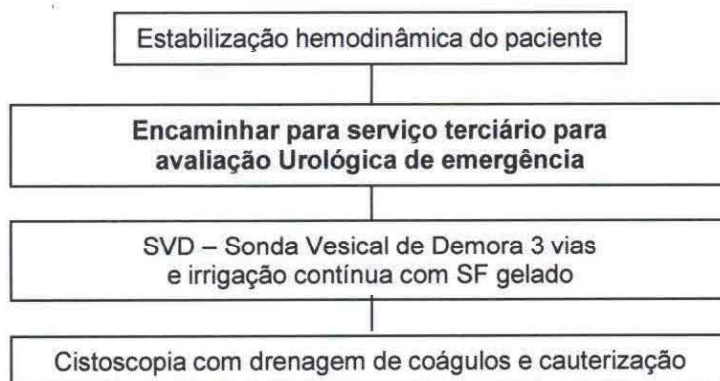 Estabilização hemodinâmica do paciente
Encaminhar para serviço terciário para
avaliação Urológica de emergência
SVD – Sonda Vesical de Demora 3 vias
e irrigação contínua com SF gelado
Cistoscopia com drenagem de coágulos e cauterização